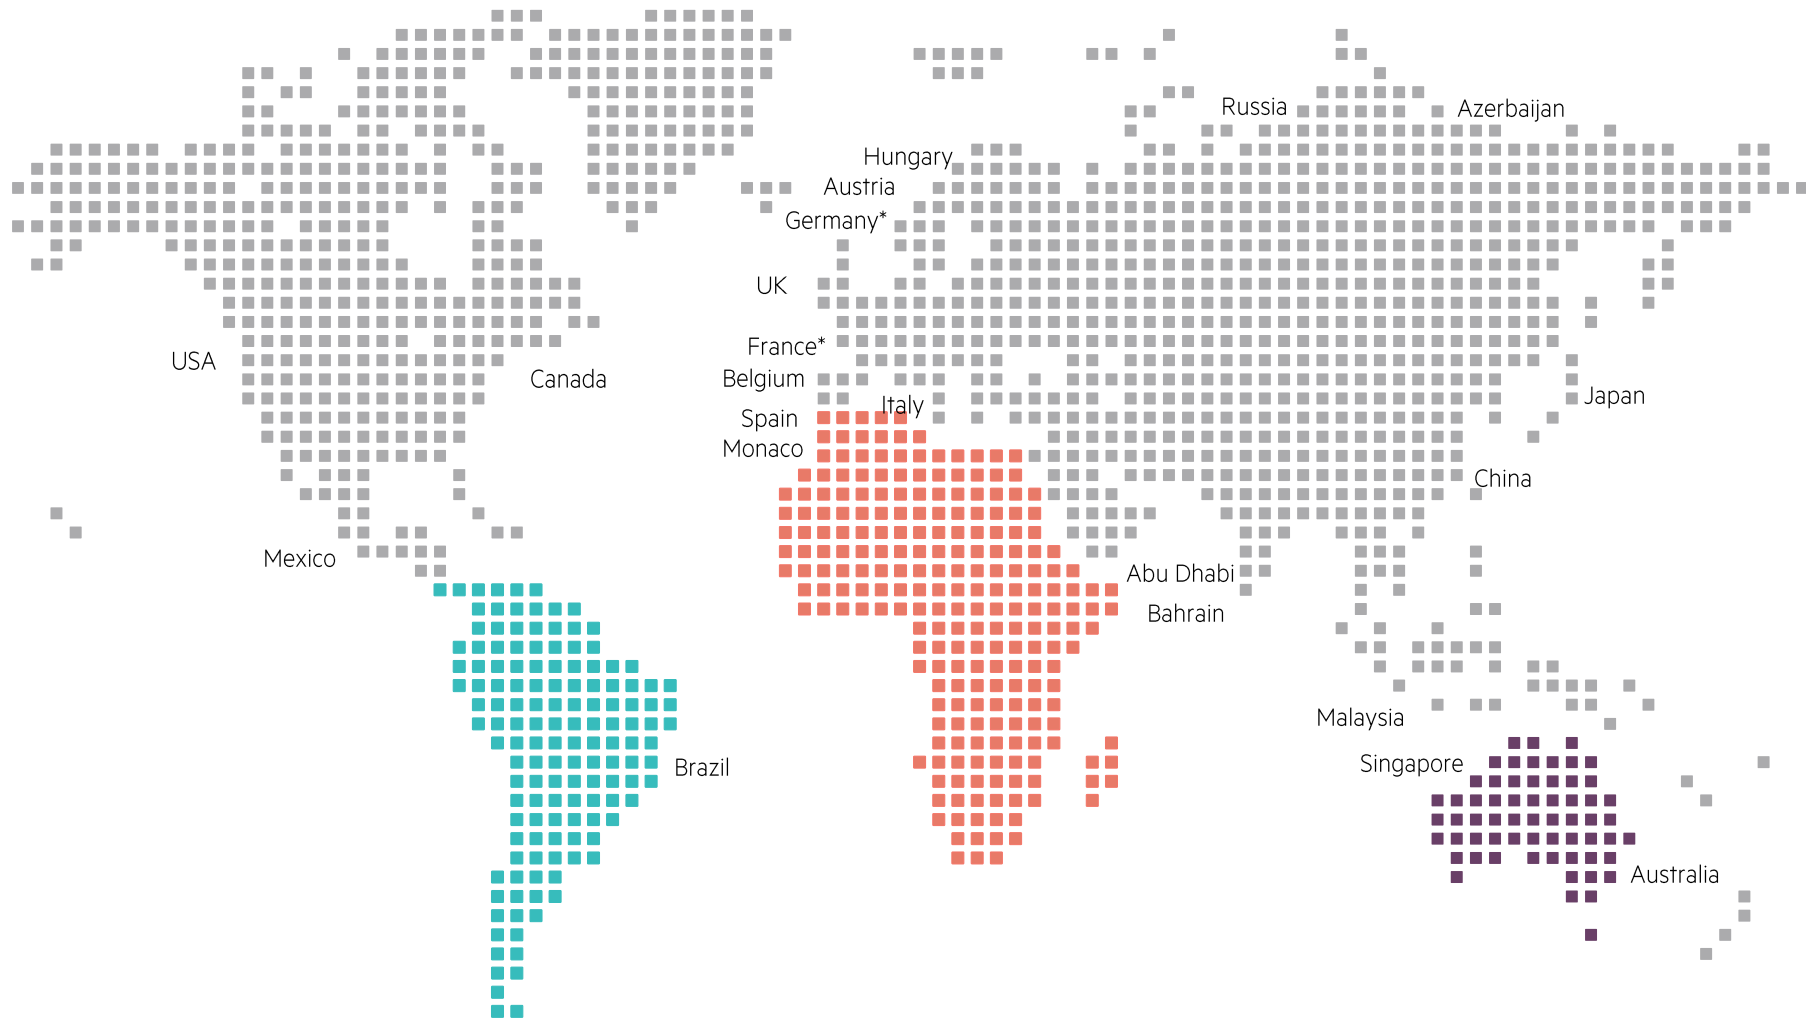 Russia
Azerbaijan
Hungary
Austria
Germany*
UK
France*
USA
Canada
Belgium
Japan
Italy
Spain
Monaco
China
Mexico
Abu Dhabi
Bahrain
Malaysia
Singapore
Brazil
Australia